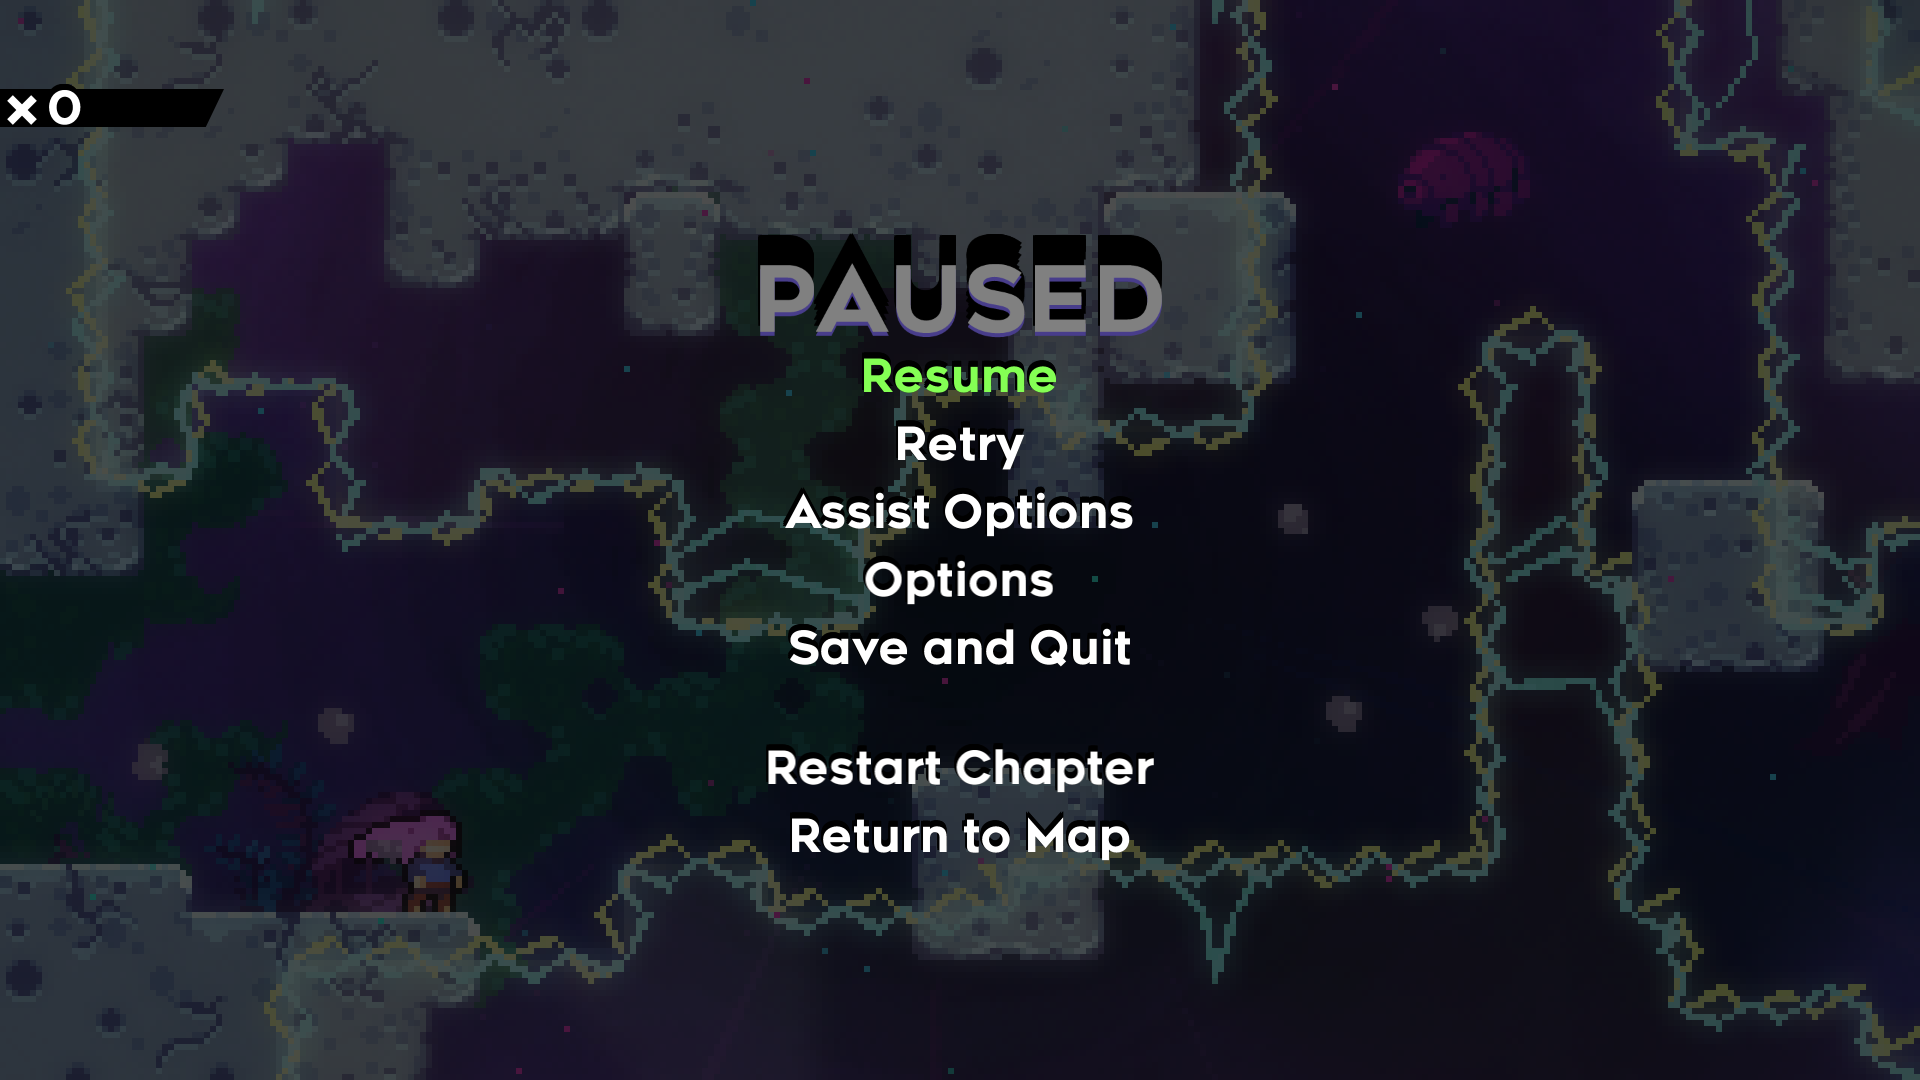 ×0
PAUSED
Resume
Retry
Assist Options
Options
Save and Quit
Restart Chapter
Return to Map